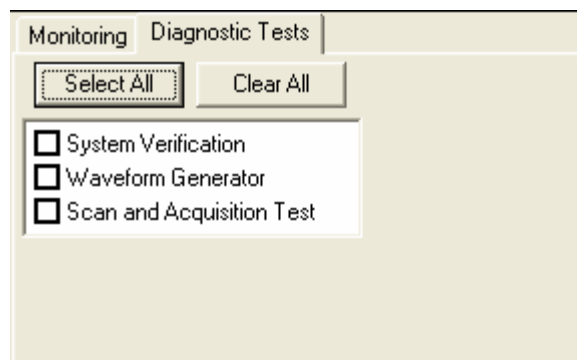 Monitoring Diagnostic Tests
Select All Clear All
System Verification
Waveform Generator
Scan and Acquisition Test